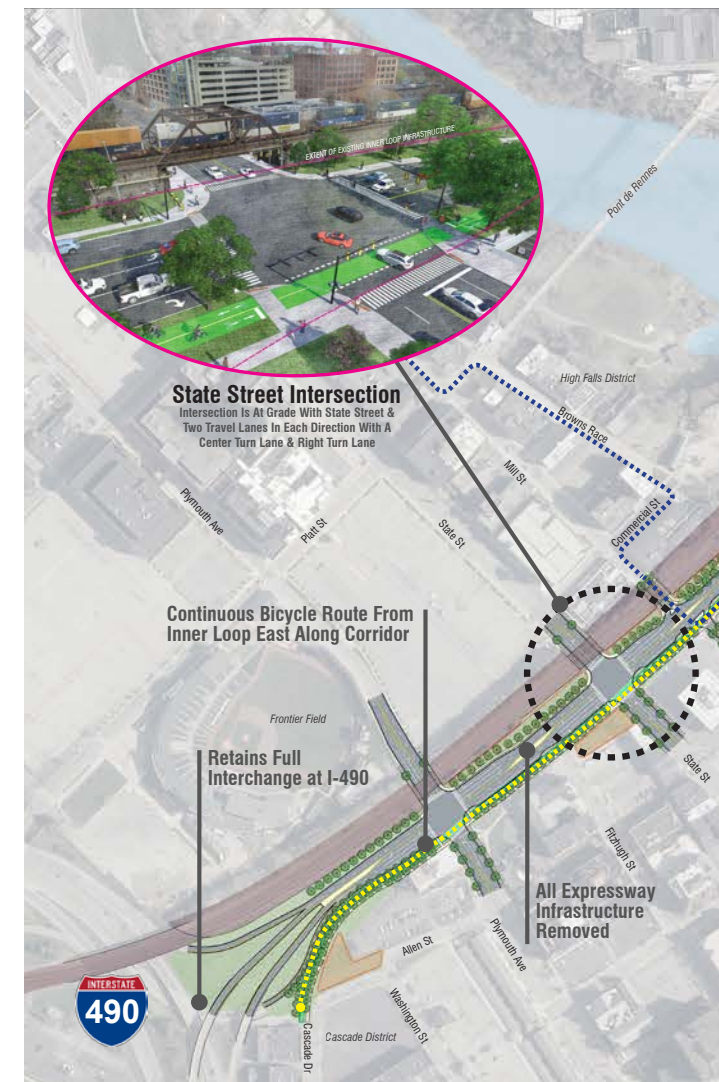 EXTENT OF EXISTING INNER LOOP INFRASTRUCTURE
Pont de Rennes
State Street Intersection
Intersection Is At Grade With State Street &
Two Travel Lanes In Each Direction With A
Center Turn Lane & Right Turn Lane
High Falls District
Browns Race
Mill St
Plymouth Ave
Platt St
State St
Commercial St
Continuous Bicycle Route From
Inner Loop East Along Corridor
Frontier Field
Retains Full
Interchange at I-490
State St
Fitzhugh St
All Expressway
Infrastructure
Removed
Plymouth Ave
Allen St
Washington St
INTERSTATE
490
Cascade Dr
Cascade District